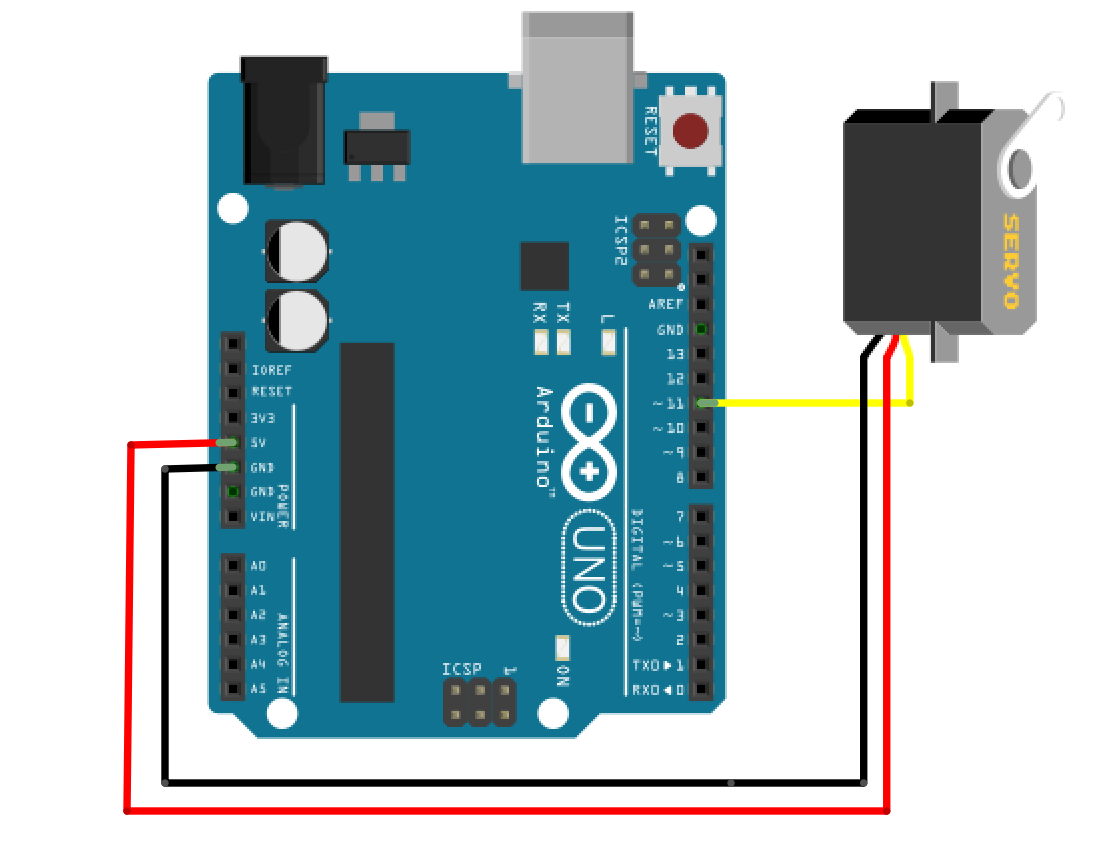 RESET
ICSP2
AREF
GND
13
12
~11
~10
~9
8
7
~6
~5
4
~3
2
TX0▶1
RX0◀0
DIGITAL (PWM=~)
RX
TX
L
Arduino™
UNO
ON
ICSP
1
IOREF
RESET
3V3
5V
GND
GND
VIN
POWER
A0
A1
A2
A3
A4
A5
ANALOG IN
SERVO